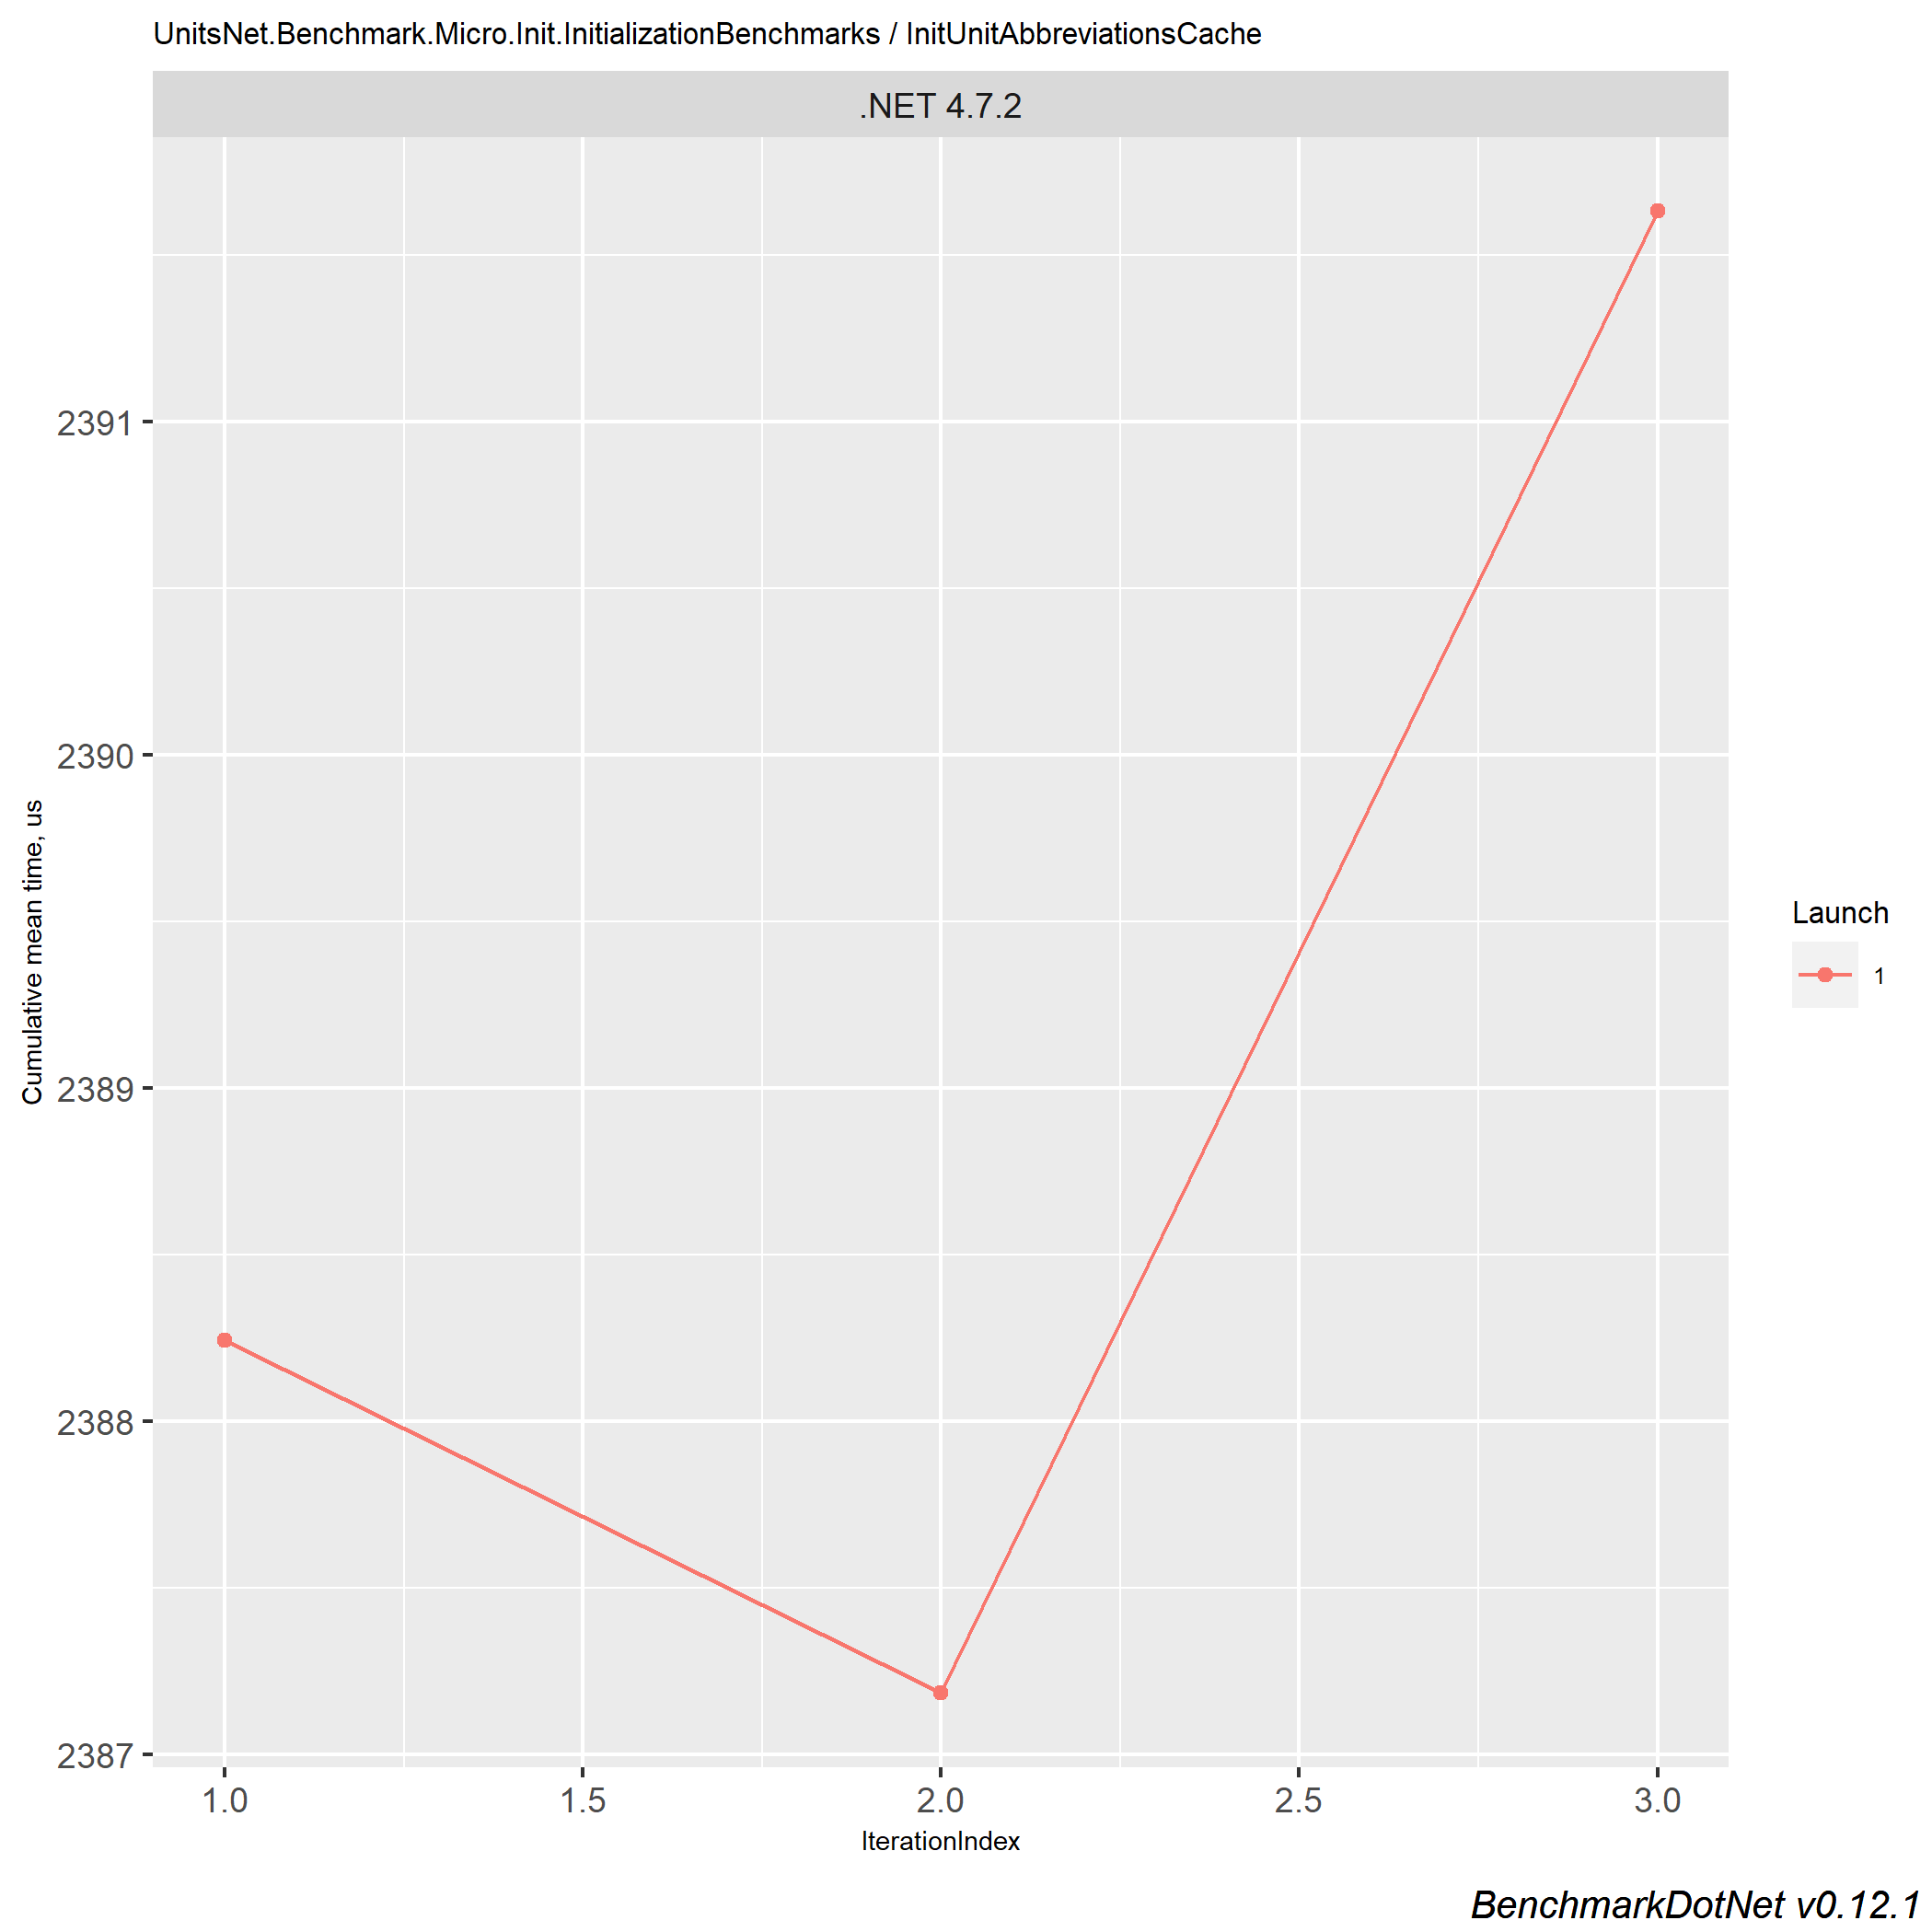 UnitsNet.Benchmark.Micro.Init.InitializationBenchmarks / InitUnitAbbreviationsCache
.NET 4.7.2
2391
2390
2389
2388
2387
Cumulative mean time, us
1.0 1.5 2.0 2.5 3.0
IterationIndex
Launch
1
BenchmarkDotNet v0.12.1